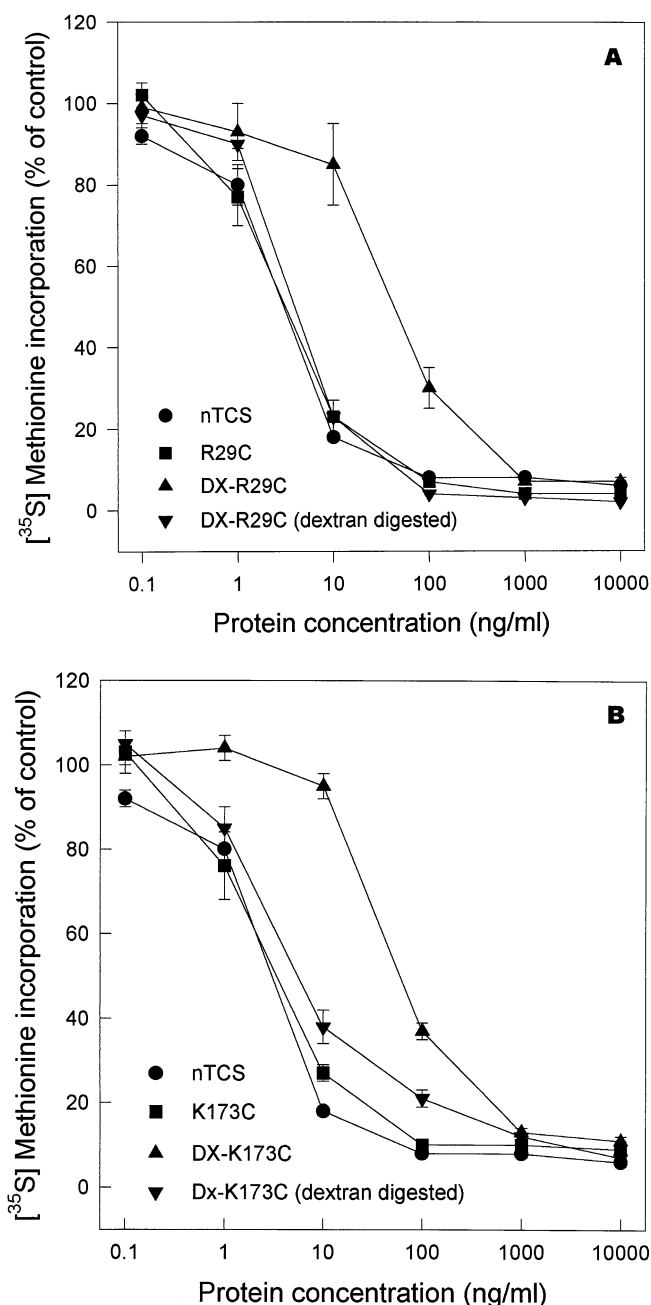 A
120
100
80
60
40
20
0
[³⁵S] Methionine incorporation (% of control)
nTCS
R29C
DX-R29C
DX-R29C (dextran digested)
0.1 1 10 100 1000 10000
Protein concentration (ng/ml)
B
120
100
80
60
40
20
0
[³⁵S] Methionine incorporation (% of control)
nTCS
K173C
DX-K173C
Dx-K173C (dextran digested)
0.1 1 10 100 1000 10000
Protein concentration (ng/ml)